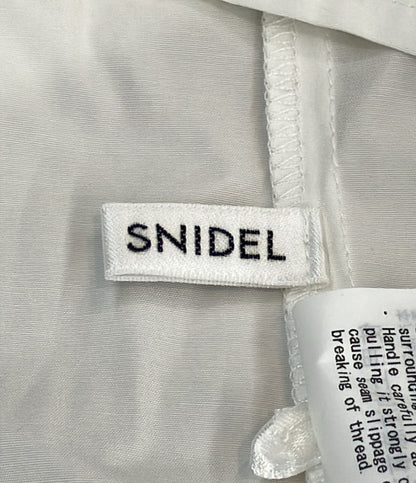 SNIDEL
Handle carefully
pulling it strongly
cause seam slippage
breaking of thread.